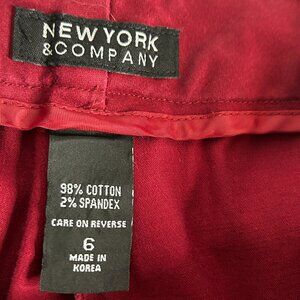 NEW YORK
&COMPANY
98% COTTON
2% SPANDEX
CARE ON REVERSE
6
MADE IN
KOREA